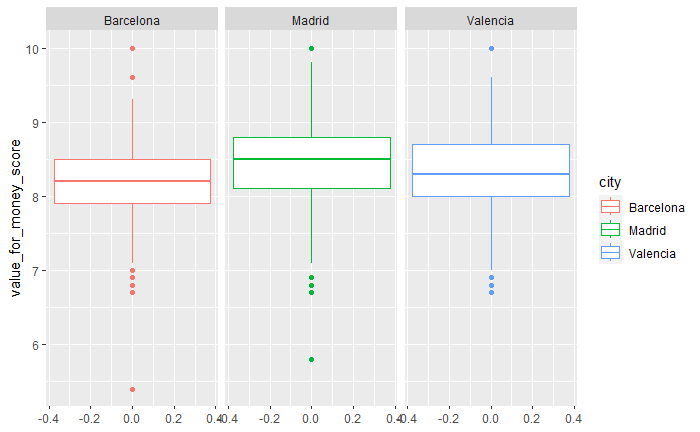 Barcelona Madrid Valencia
value_for_money_score
10
9
8
7
6
-0.4 -0.2 0.0 0.2 0.4 -0.4 -0.2 0.0 0.2 0.4 -0.4 -0.2 0.0 0.2 0.4
city
Barcelona
Madrid
Valencia